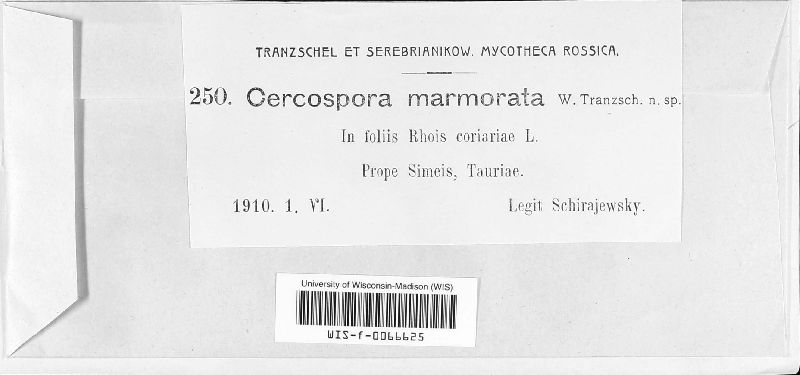 TRANZSCHEL ET SEREBRIANIKOW. MYCOTHECA ROSSICA.
250. Cercospora marmorata W. Tranzsch. n. sp.
In foliis Rhois coriariae L.
Prope Simeis, Tauriae.
1910. 1. VI. Legit Schirajewsky.
University of Wisconsin-Madison (WIS)
WIS-f-0066625